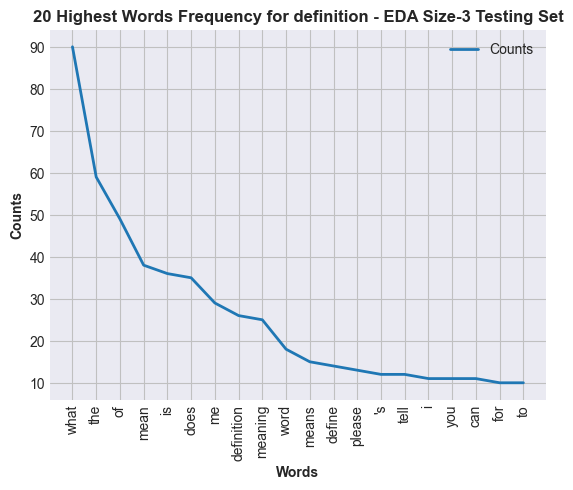 20 Highest Words Frequency for definition - EDA Size-3 Testing Set
Counts
90
80
70
60
50
40
30
20
10
Counts
what
the
of
mean
is
does
me
definition
meaning
word
means
define
please
's
tell
i
you
can
for
to
Words